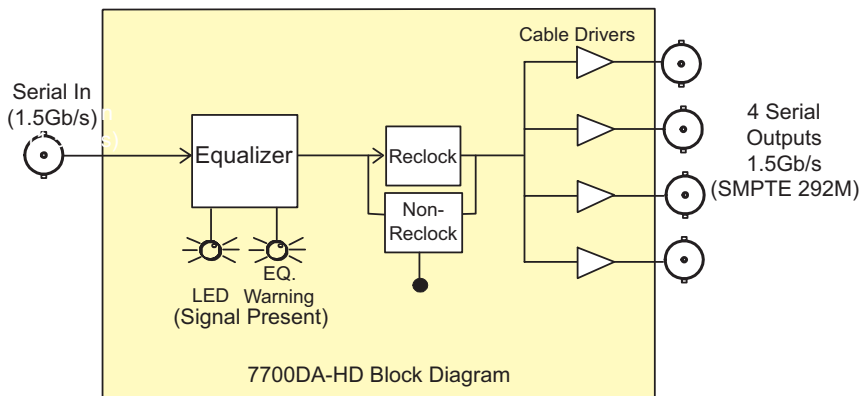 Cable Drivers
Serial In
(1.5Gb/s)
Equalizer
Reclock
Non-
Reclock
4 Serial
Outputs
1.5Gb/s
(SMPTE 292M)
EQ.
LED Warning
(Signal Present)
7700DA-HD Block Diagram